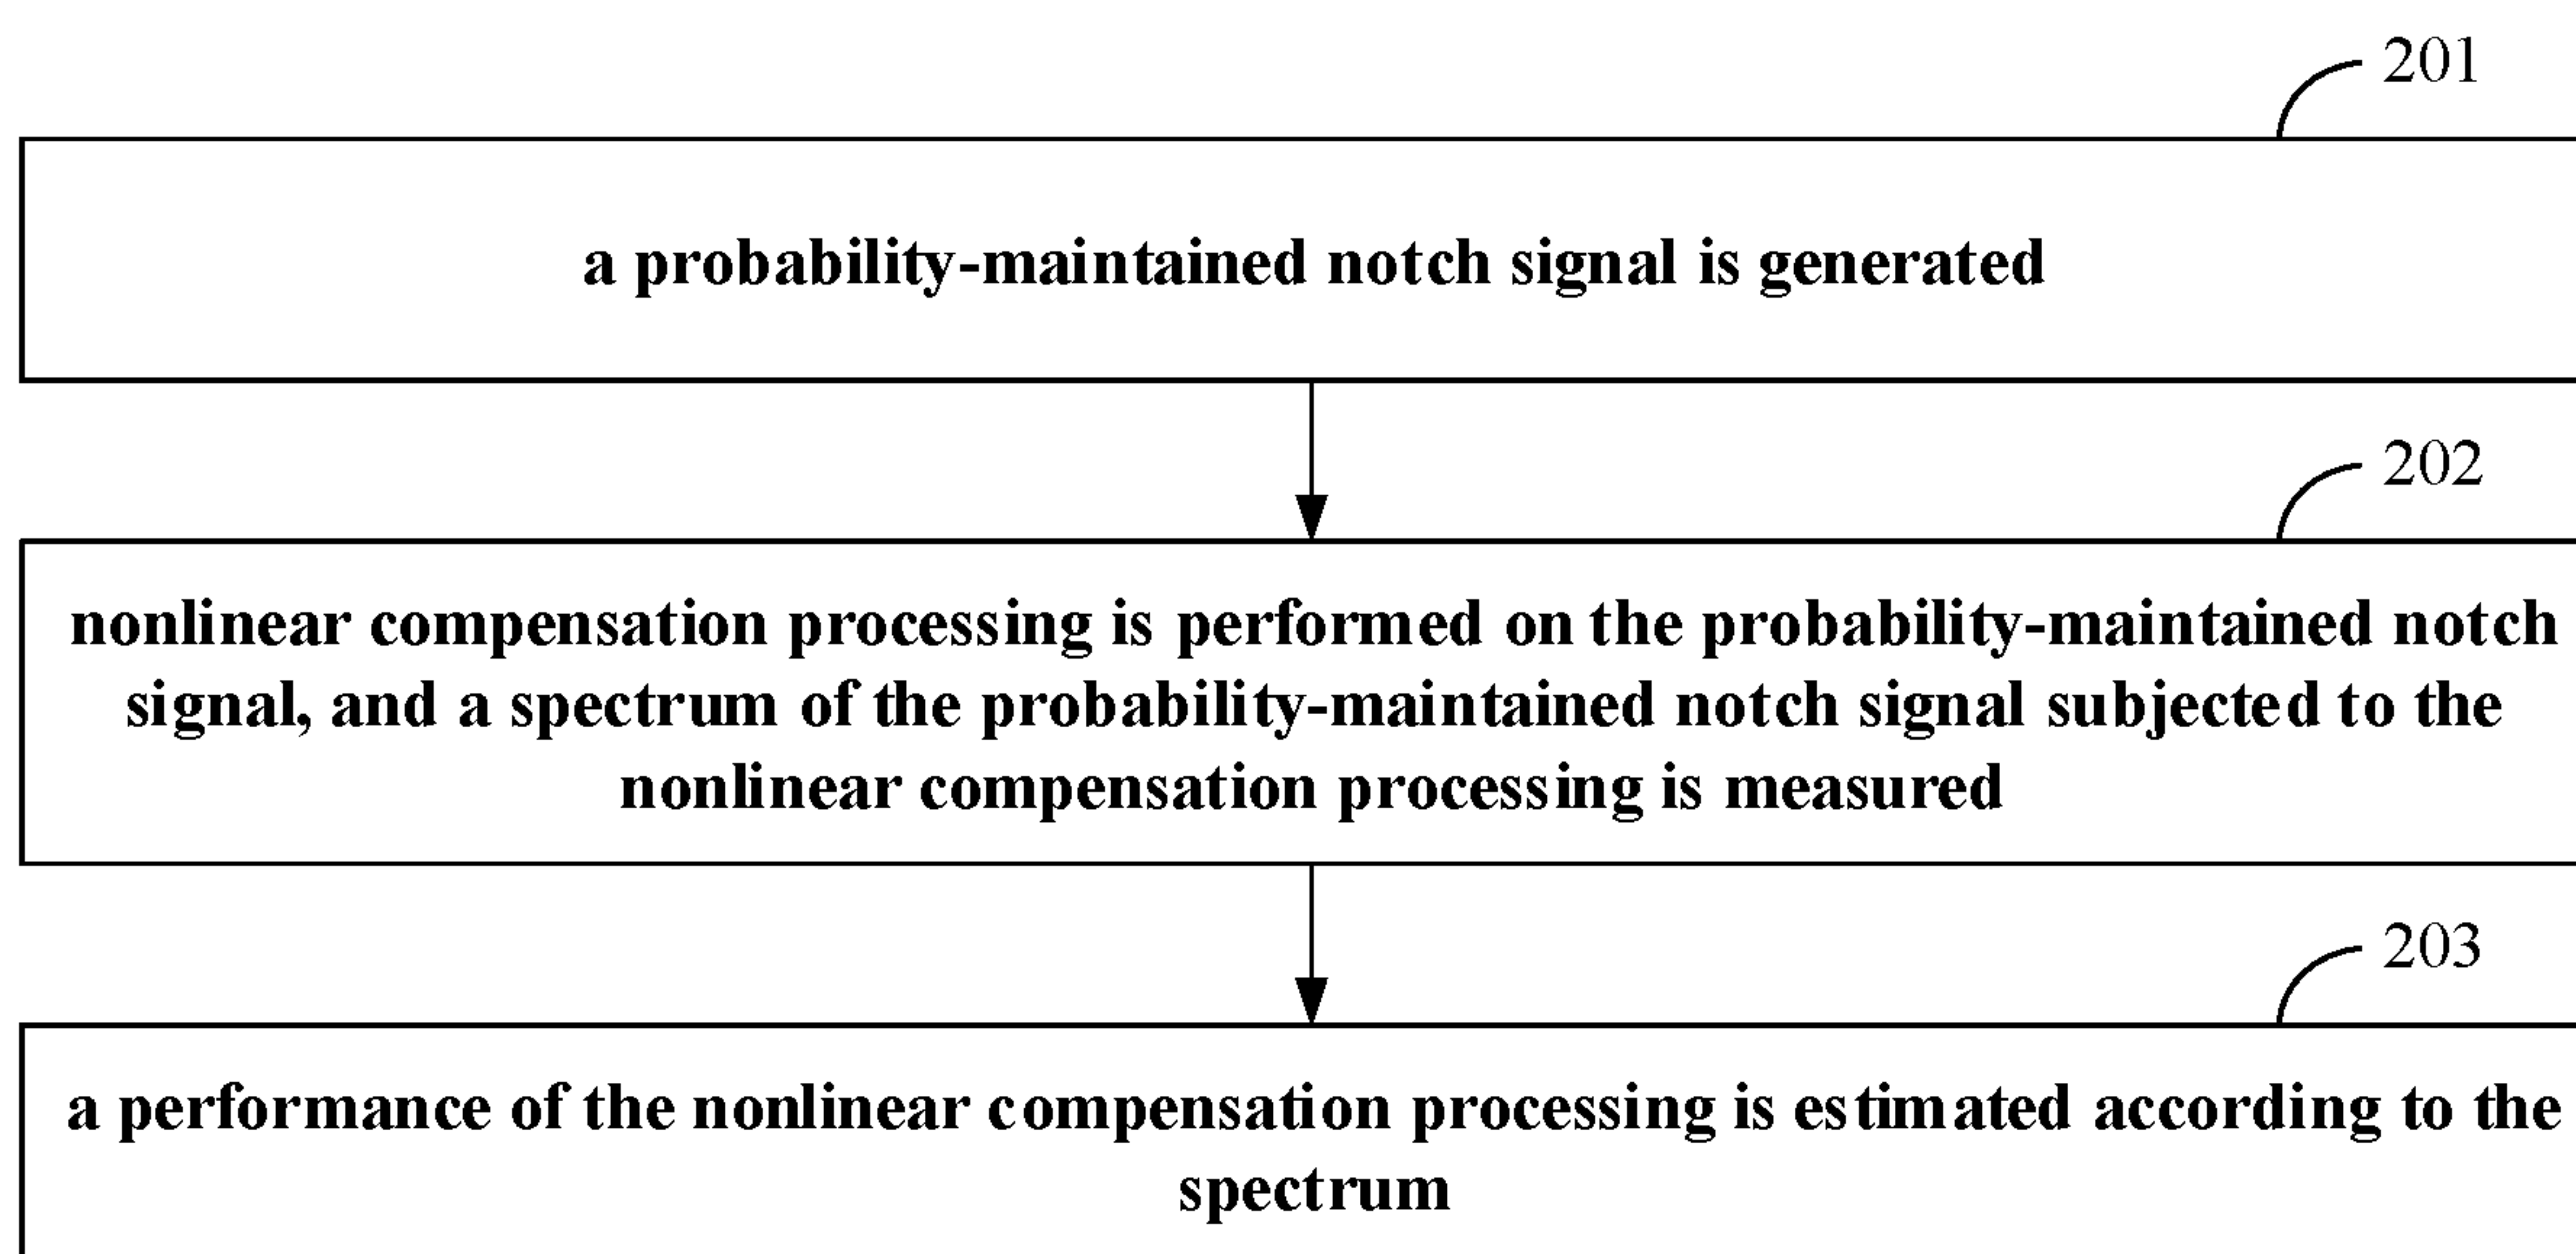 201
a probability-maintained notch signal is generated
202
nonlinear compensation processing is performed on the probability-maintained notch
signal, and a spectrum of the probability-maintained notch signal subjected to the
nonlinear compensation processing is measured
203
a performance of the nonlinear compensation processing is estimated according to the
spectrum